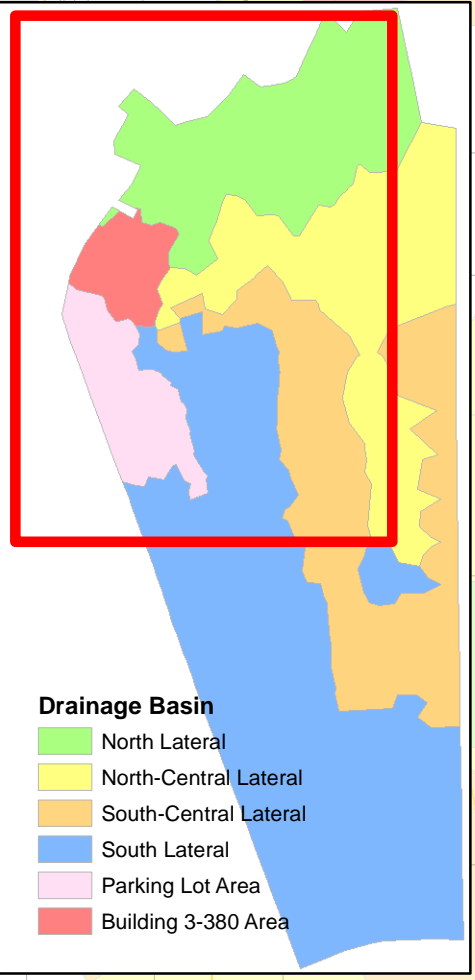 Drainage Basin
North Lateral
North-Central Lateral
South-Central Lateral
South Lateral
Parking Lot Area
Building 3-380 Area